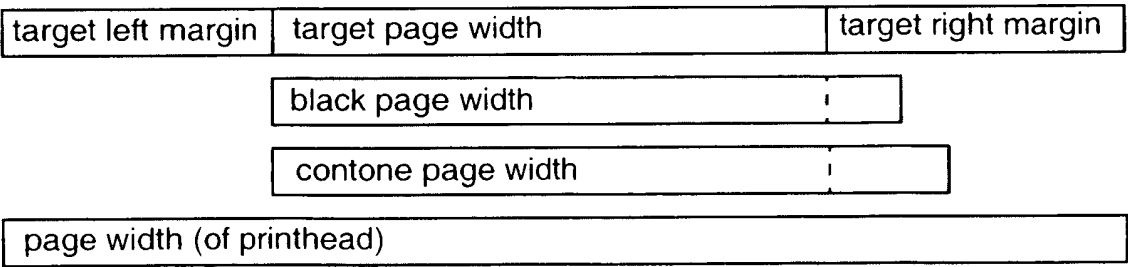 target left margin target page width target right margin
black page width
contone page width
page width (of printhead)